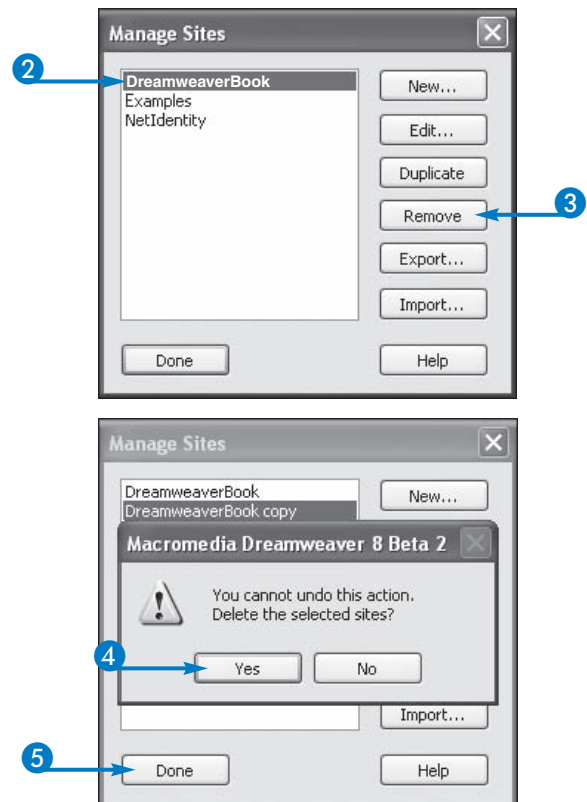 Manage Sites
2
DreamweaverBook
Examples
NetIdentity
New...
Edit...
Duplicate
Remove
3
Export...
Import...
Done
Help
Manage Sites
DreamweaverBook
DreamweaverBook copy
New...
Macromedia Dreamweaver 8 Beta 2
You cannot undo this action.
Delete the selected sites?
4
Yes
No
Import...
5
Done
Help